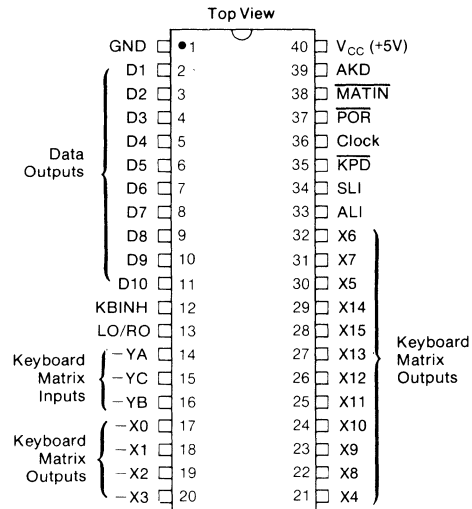 Top View
GND 1 40 V_CC (+5V)
D1 2 39 AKD
D2 3 38 MATIN
D3 4 37 POR
D4 5 36 Clock
D5 6 35 KPD
D6 7 34 SLI
D7 8 33 ALI
D8 9 32 X6
D9 10 31 X7
D10 11 30 X5
KBINH 12 29 X14
LO/RO 13 28 X15
–YA 14 27 X13
–YC 15 26 X12
–YB 16 25 X11
–X0 17 24 X10
–X1 18 23 X9
–X2 19 22 X8
–X3 20 21 X4
Data
Outputs
Keyboard
Matrix
Inputs
Keyboard
Matrix
Outputs
Keyboard
Matrix
Outputs